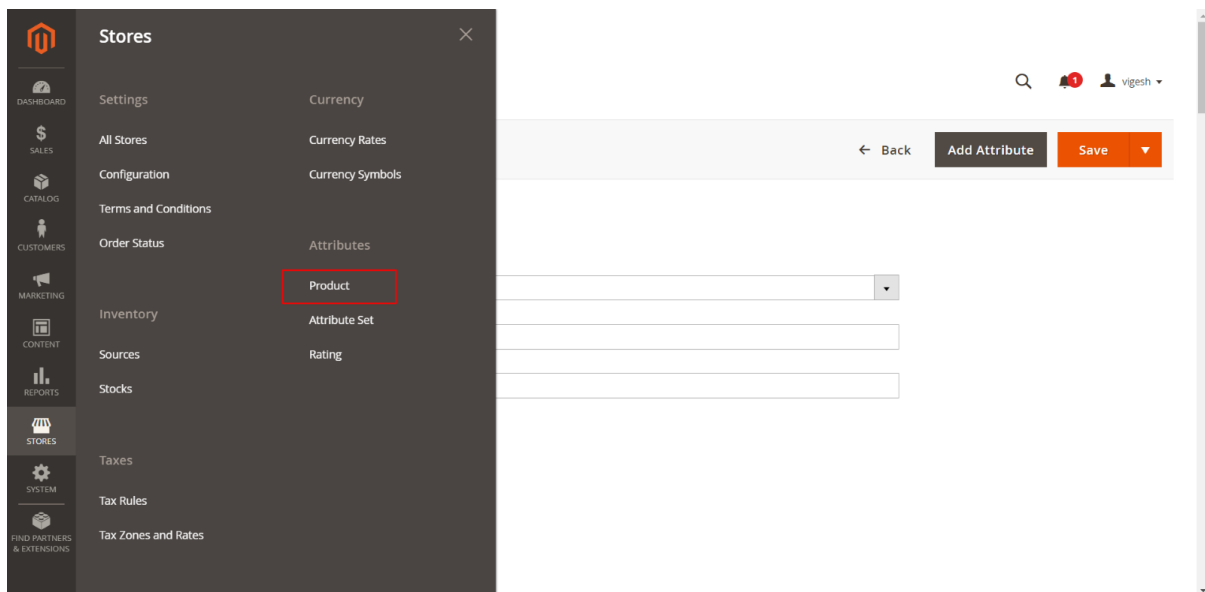 DASHBOARD
SALES
CATALOG
CUSTOMERS
MARKETING
CONTENT
REPORTS
STORES
SYSTEM
FIND PARTNERS
& EXTENSIONS
Stores
Settings
All Stores
Configuration
Terms and Conditions
Order Status
Inventory
Sources
Stocks
Taxes
Tax Rules
Tax Zones and Rates
Currency
Currency Rates
Currency Symbols
Attributes
Product
Attribute Set
Rating
1
vigesh
Back
Add Attribute
Save